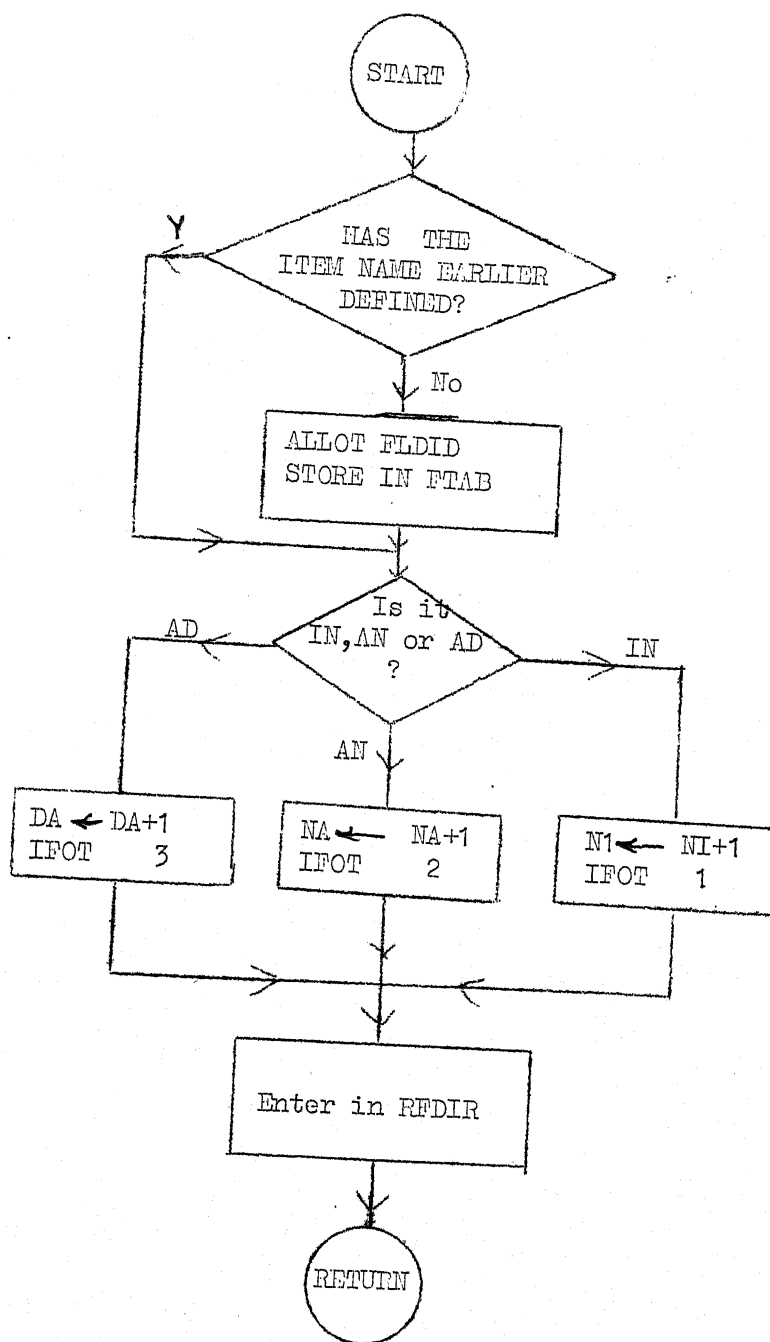 START
Y
HAS THE
ITEM NAME EARLIER
DEFINED?
No
ALLOT FLDID
STORE IN FTAB
Is it
IN, AN or AD
?
AD
IN
AN
DA ← DA+1
IFOT 3
NA ← NA+1
IFOT 2
N1 ← NI+1
IFOT 1
Enter in RFDIR
RETURN